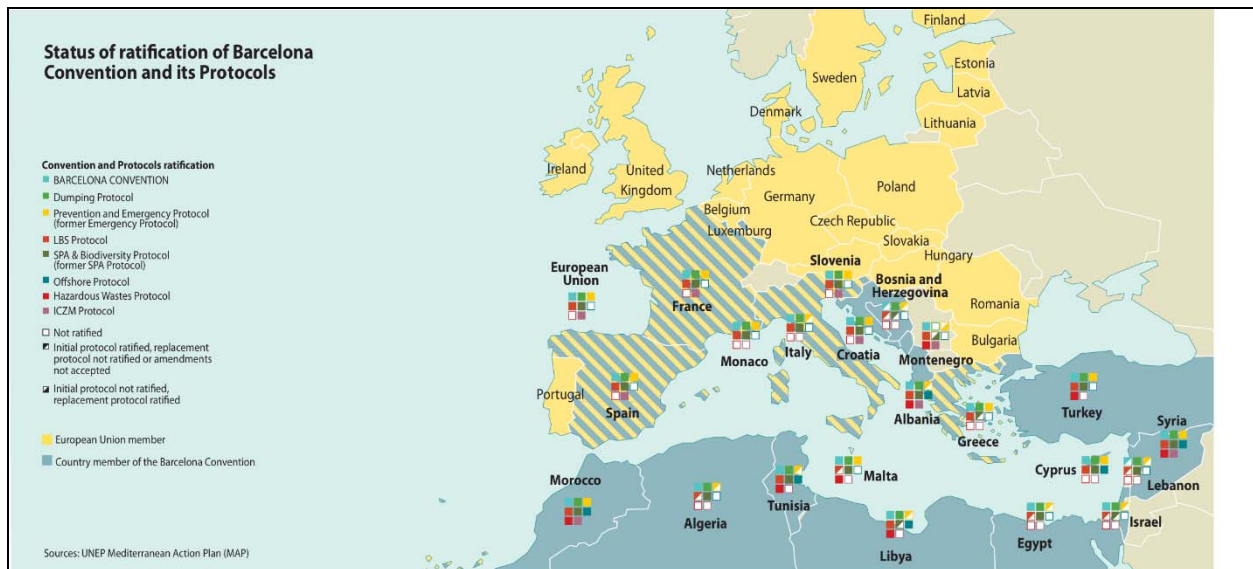 Status of ratification of Barcelona
Convention and its Protocols
Convention and Protocols ratification
BARCELONA CONVENTION
Dumping Protocol
Prevention and Emergency Protocol
(former Emergency Protocol)
LBS Protocol
SPA & Biodiversity Protocol
(former SPA Protocol)
Offshore Protocol
Hazardous Wastes Protocol
ICZM Protocol
Not ratified
Initial protocol ratified, replacement
protocol not ratified or amendments
not accepted
Initial protocol not ratified,
replacement protocol ratified
European Union member
Country member of the Barcelona Convention
Sources: UNEP Mediterranean Action Plan (MAP)
Finland
Sweden
Estonia
Latvia
Lithuania
Denmark
Ireland
United
Kingdom
Netherlands
Germany
Poland
Belgium
Luxemburg
Czech Republic
Slovakia
Hungary
European
Union
France
Slovenia
Bosnia and
Herzegovina
Romania
Bulgaria
Monaco
Italy
Croatia
Montenegro
Portugal
Spain
Albania
Greece
Turkey
Syria
Cyprus
Lebanon
Morocco
Algeria
Tunisia
Malta
Libya
Egypt
Israel